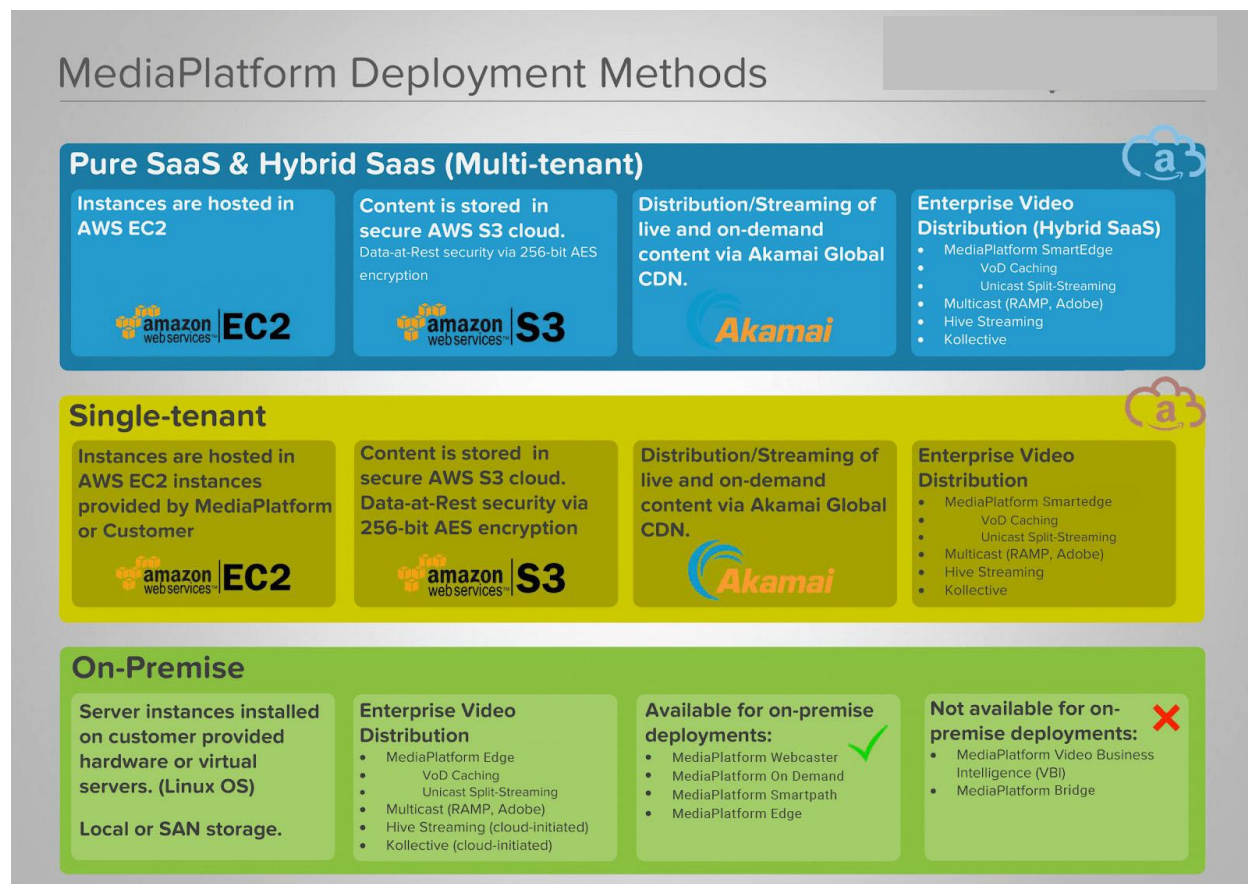 MediaPlatform Deployment Methods
Pure SaaS & Hybrid Saas (Multi-tenant)
a
Instances are hosted in
AWS EC2
amazon
webservices™
EC2
Content is stored in
secure AWS S3 cloud.
Data-at-Rest security via 256-bit AES
encryption
amazon
webservices™
S3
Distribution/Streaming of
live and on-demand
content via Akamai Global
CDN.
Akamai
Enterprise Video
Distribution (Hybrid SaaS)
• MediaPlatform SmartEdge
• VoD Caching
• Unicast Split-Streaming
• Multicast (RAMP, Adobe)
• Hive Streaming
• Kollective
Single-tenant
a
Instances are hosted in
AWS EC2 instances
provided by MediaPlatform
or Customer
amazon
webservices™
EC2
Content is stored in
secure AWS S3 cloud.
Data-at-Rest security via
256-bit AES encryption
amazon
webservices™
S3
Distribution/Streaming of
live and on-demand
content via Akamai Global
CDN.
Akamai
Enterprise Video
Distribution
• MediaPlatform Smartedge
• VoD Caching
• Unicast Split-Streaming
• Multicast (RAMP, Adobe)
• Hive Streaming
• Kollective
On-Premise
Server instances installed
on customer provided
hardware or virtual
servers. (Linux OS)
Local or SAN storage.
Enterprise Video
Distribution
• MediaPlatform Edge
• VoD Caching
• Unicast Split-Streaming
• Multicast (RAMP, Adobe)
• Hive Streaming (cloud-initiated)
• Kollective (cloud-initiated)
Available for on-premise
deployments:
• MediaPlatform Webcaster
• MediaPlatform On Demand
• MediaPlatform Smartpath
• MediaPlatform Edge
Not available for on-
premise deployments:
• MediaPlatform Video Business
Intelligence (VBI)
• MediaPlatform Bridge